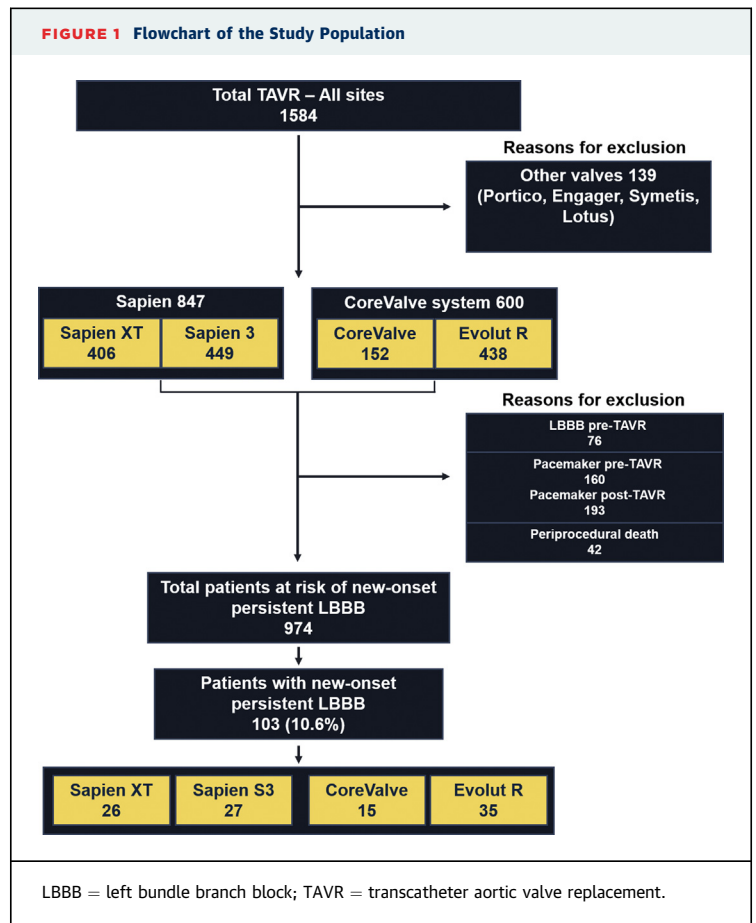 FIGURE 1 Flowchart of the Study Population
Total TAVR – All sites
1584
Reasons for exclusion
Other valves 139
(Portico, Engager, Symetis,
Lotus)
Sapien 847
Sapien XT
406
Sapien 3
449
CoreValve system 600
CoreValve
152
Evolut R
438
Reasons for exclusion
LBBB pre-TAVR
76
Pacemaker pre-TAVR
160
Pacemaker post-TAVR
193
Periprocedural death
42
Total patients at risk of new-onset
persistent LBBB
974
Patients with new-onset
persistent LBBB
103 (10.6%)
Sapien XT
26
Sapien S3
27
CoreValve
15
Evolut R
35
LBBB = left bundle branch block; TAVR = transcatheter aortic valve replacement.